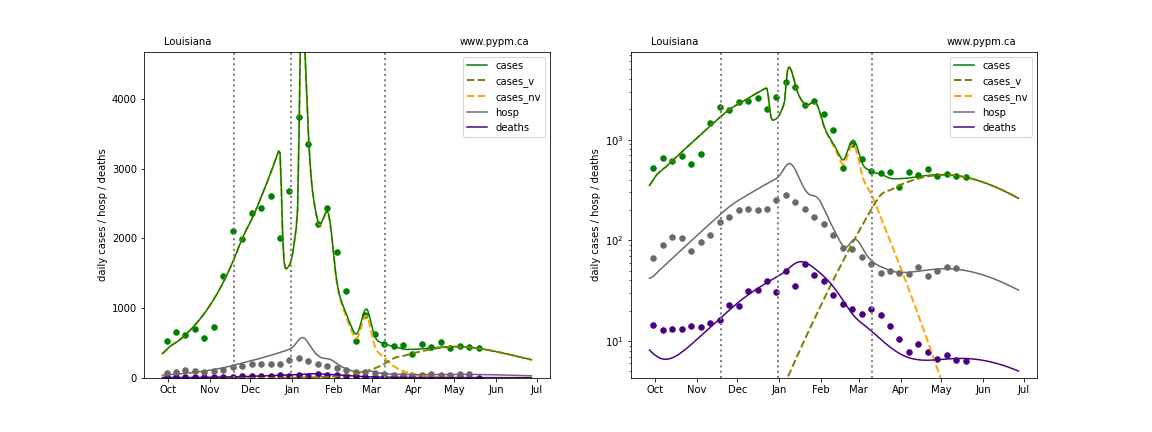 Louisiana www.pypm.ca
cases
cases_v
cases_nv
hosp
deaths
daily cases / hosp / deaths
4000
3000
2000
1000
0
Oct Nov Dec Jan Feb Mar Apr May Jun Jul
Louisiana www.pypm.ca
cases
cases_v
cases_nv
hosp
deaths
daily cases / hosp / deaths
10³
10²
10¹
Oct Nov Dec Jan Feb Mar Apr May Jun Jul